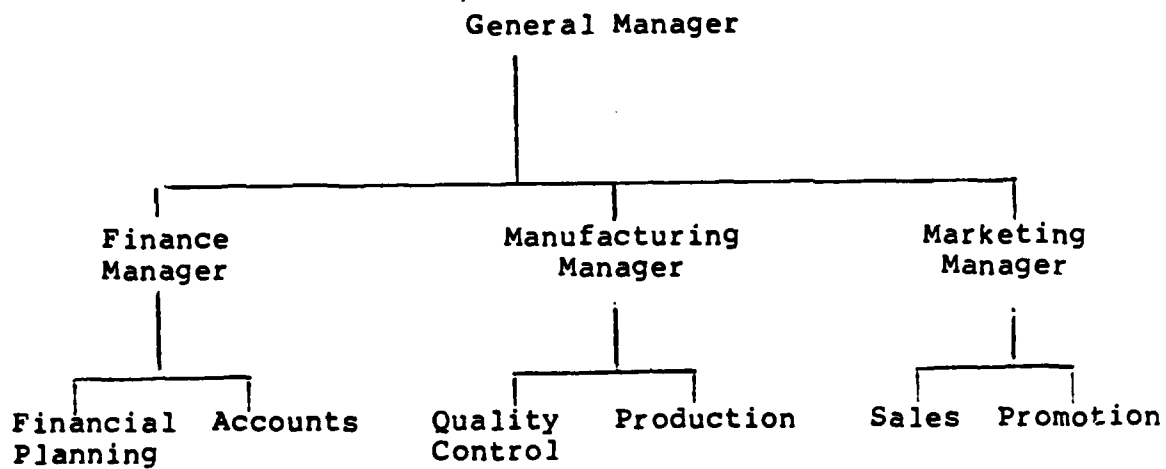 General Manager
Finance
Manager
Manufacturing
Manager
Marketing
Manager
Financial
Planning
Accounts
Quality
Control
Production
Sales
Promotion